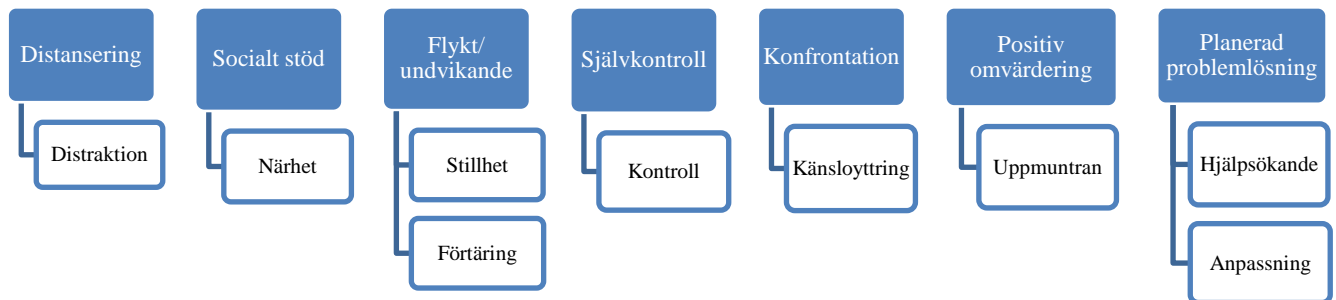 Distansering
Socialt stöd
Flykt/
undvikande
Självkontroll
Konfrontation
Positiv
omvärdering
Planerad
problemlösning
Distraktion
Närhet
Stillhet
Kontroll
Känsloyttring
Uppmuntran
Hjälpsökande
Förtäring
Anpassning